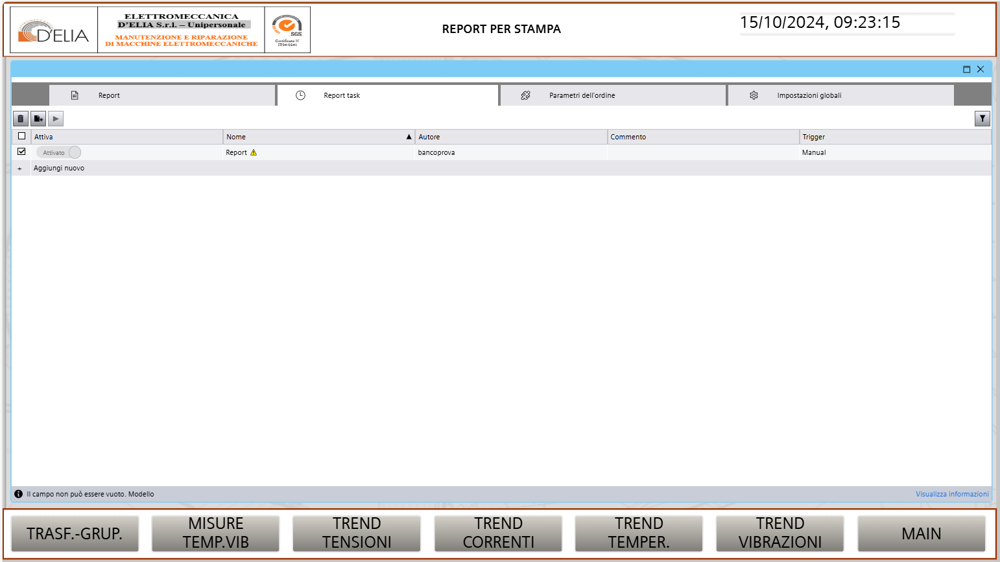 D'ELIA
ELETTROMECCANICA
D'ELIA S.r.l. – Unipersonale
MANUTENZIONE E RIPARAZIONE
DI MACCHINE ELETTROMECCANICHE
SGS
Certificato N.
IT04/0241
REPORT PER STAMPA
15/10/2024, 09:23:15
Report
Report task
Parametri dell'ordine
Impostazioni globali
Attiva Nome Autore Commento Trigger
Attivato Report bancoprova Manual
+ Aggiungi nuovo
Il campo non può essere vuoto. Modello
Visualizza informazioni
TRASF.-GRUP.
MISURE
TEMP.VIB
TREND
TENSIONI
TREND
CORRENTI
TREND
TEMPER.
TREND
VIBRAZIONI
MAIN